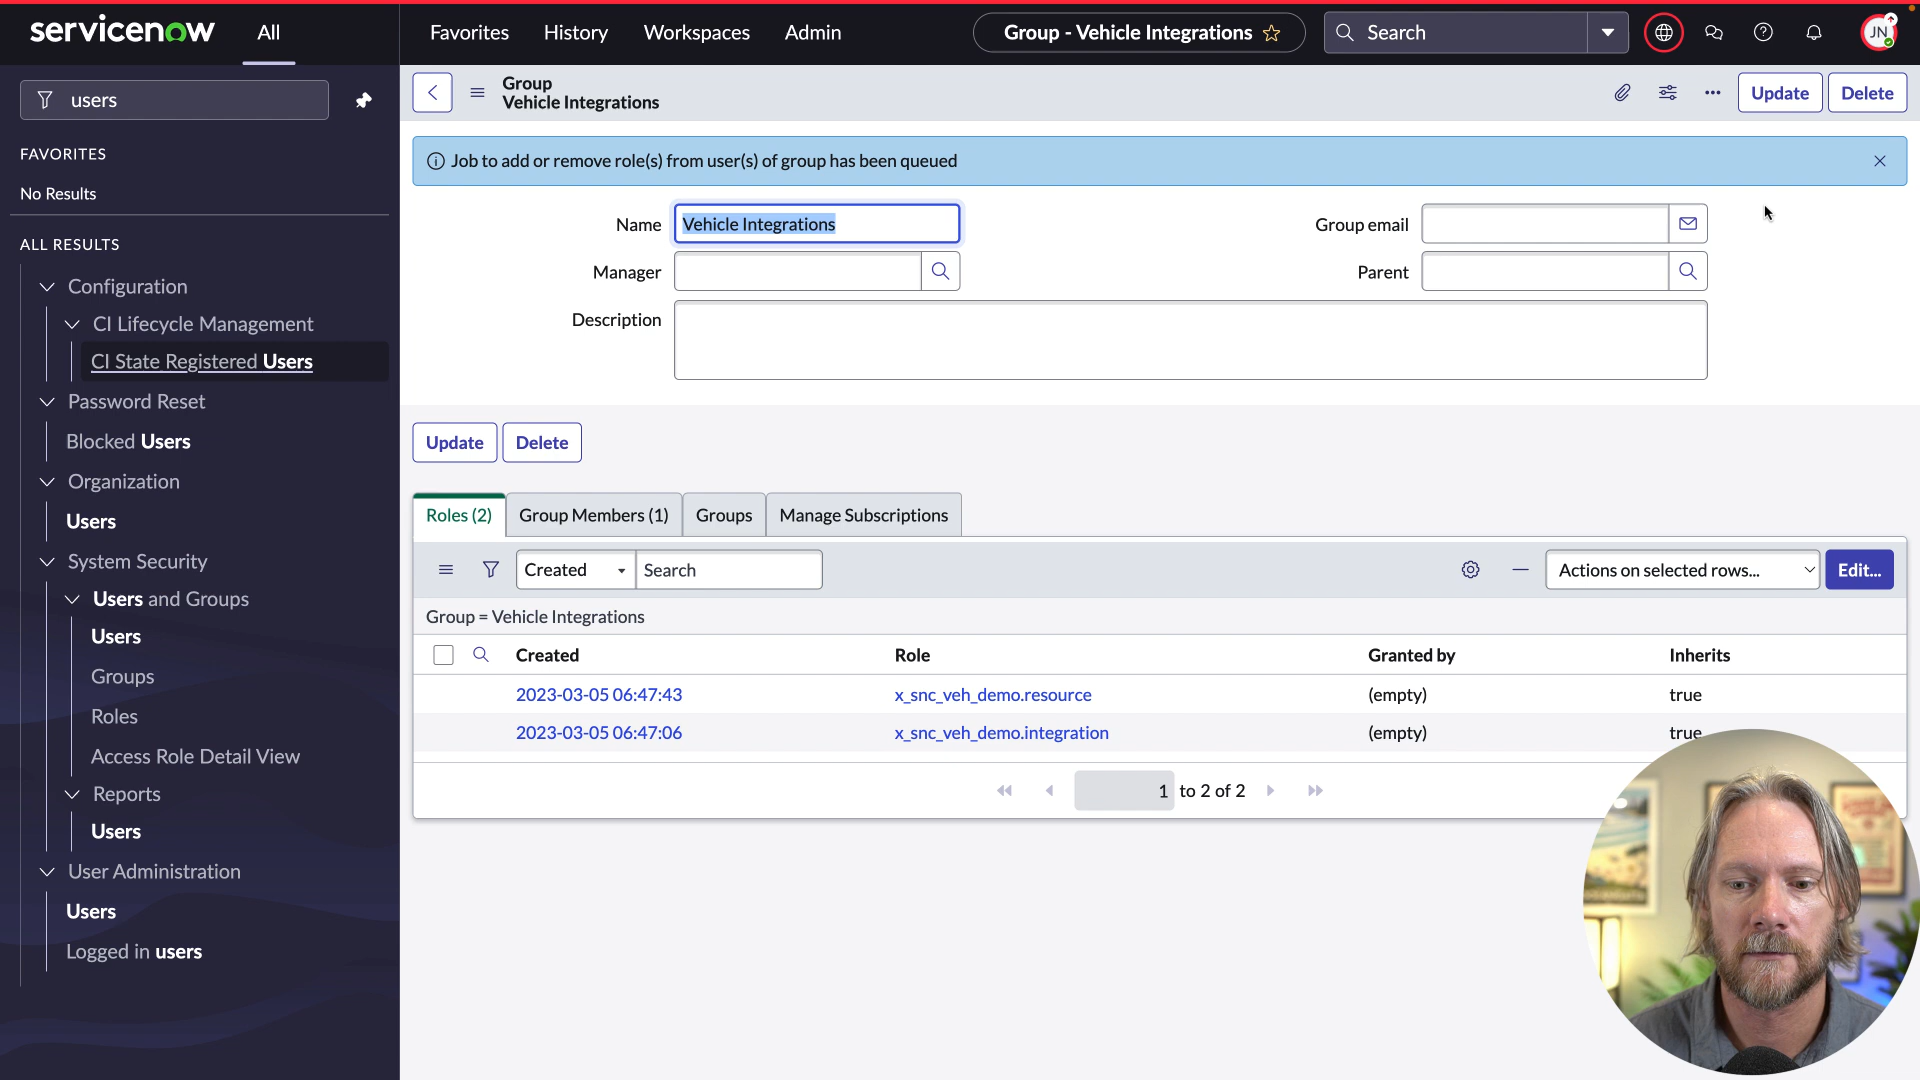 servicenow
All
Favorites
History
Workspaces
Admin
Group - Vehicle Integrations
Search
JN
users
FAVORITES
No Results
ALL RESULTS
Configuration
CI Lifecycle Management
CI State Registered Users
Password Reset
Blocked Users
Organization
Users
System Security
Users and Groups
Users
Groups
Roles
Access Role Detail View
Reports
Users
User Administration
Users
Logged in users
Group
Vehicle Integrations
Update
Delete
Job to add or remove role(s) from user(s) of group has been queued
Name
Vehicle Integrations
Group email
Manager
Parent
Description
Update
Delete
Roles (2)
Group Members (1)
Groups
Manage Subscriptions
Created
Search
Actions on selected rows...
Edit...
Group = Vehicle Integrations
Created
Role
Granted by
Inherits
2023-03-05 06:47:43
x_snc_veh_demo.resource
(empty)
true
2023-03-05 06:47:06
x_snc_veh_demo.integration
(empty)
true
1 to 2 of 2